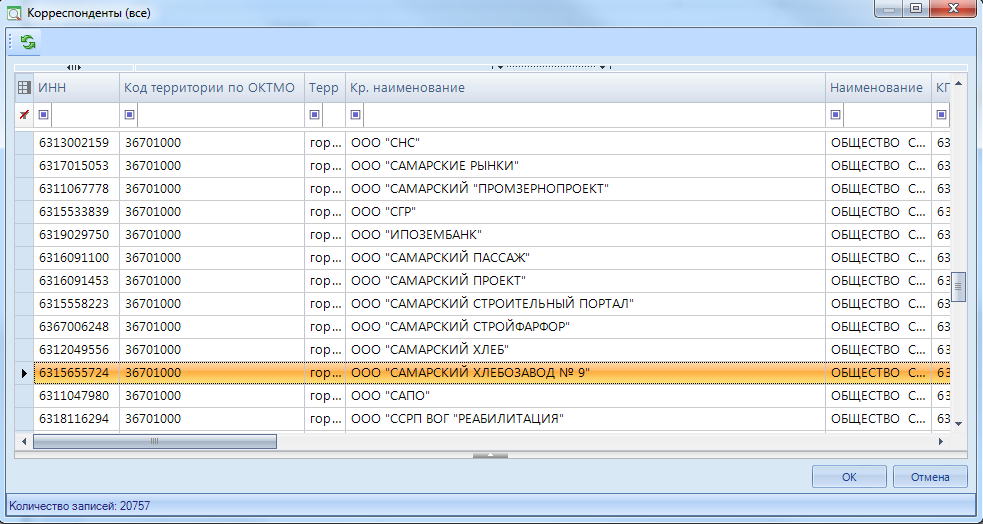 Корреспонденты (все)
ИНН Код территории по ОКТМО Терр Кр. наименование Наименование КП
6313002159 36701000 гор... ООО "СНС" ОБЩЕСТВО С... 63
6317015053 36701000 гор... ООО "САМАРСКИЕ РЫНКИ" ОБЩЕСТВО С... 63
6311067778 36701000 гор... ООО "САМАРСКИЙ "ПРОМЗЕРНОПРОЕКТ" ОБЩЕСТВО С... 63
6315533839 36701000 гор... ООО "СГР" ОБЩЕСТВО С... 63
6319029750 36701000 гор... ООО "ИПОЗЕМБАНК" ОБЩЕСТВО С... 63
6316091100 36701000 гор... ООО "САМАРСКИЙ ПАССАЖ" ОБЩЕСТВО С... 63
6316091453 36701000 гор... ООО "САМАРСКИЙ ПРОЕКТ" ОБЩЕСТВО С... 63
6315558223 36701000 гор... ООО "САМАРСКИЙ СТРОИТЕЛЬНЫЙ ПОРТАЛ" ОБЩЕСТВО С... 63
6367006248 36701000 гор... ООО "САМАРСКИЙ СТРОЙФАРФОР" ОБЩЕСТВО С... 63
6312049556 36701000 гор... ООО "САМАРСКИЙ ХЛЕБ" ОБЩЕСТВО С... 63
6315655724 36701000 гор... ООО "САМАРСКИЙ ХЛЕБОЗАВОД № 9" ОБЩЕСТВО С... 63
6311047980 36701000 гор... ООО "САПО" ОБЩЕСТВО С... 63
6318116294 36701000 гор... ООО "ССРП ВОГ "РЕАБИЛИТАЦИЯ" ОБЩЕСТВО С... 63
ОК Отмена
Количество записей: 20757